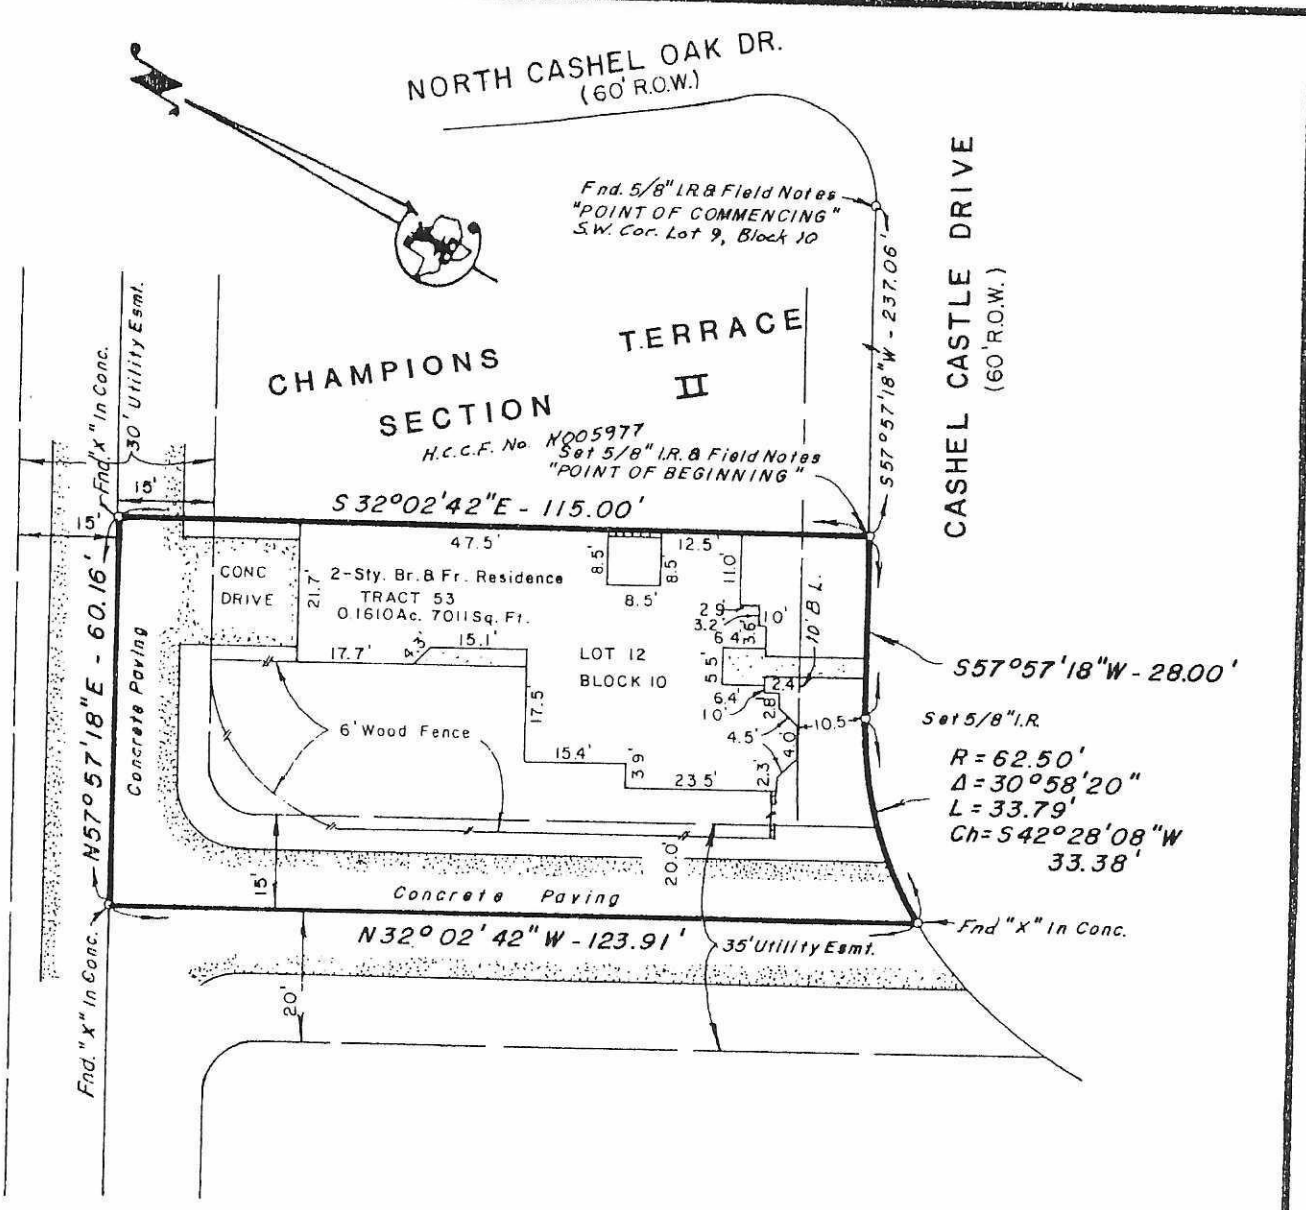 NORTH CASHEL OAK DR.
(60' R.O.W.)
CASHEL CASTLE DRIVE
(60' R.O.W.)
Fnd. 5/8" I.R. & Field Notes
"POINT OF COMMENCING"
S.W. Cor. Lot 9, Block 10
S57°57'18"W - 237.06'
CHAMPIONS TERRACE
SECTION II
H.C.C.F. No. N005977
Set 5/8" I.R. & Field Notes
"POINT OF BEGINNING"
30' Utility Esmt.
Fnd. "X" In Conc.
15'
15'
S 32°02'42"E - 115.00'
47.5'
8.5'
8.5
8.5'
12.5'
11.0'
CONC
DRIVE
21.7'
2-Sty. Br. & Fr. Residence
TRACT 53
0.1610Ac. 7011Sq. Ft.
2.9'
3.2'
10'
3.6'
6.4'
10' B.L.
17.7'
4.3'
15.1'
LOT 12
BLOCK 10
5.5'
2.4'
6.4'
10'
2.8'
S57°57'18"W - 28.00'
N57°57'18"E - 60.16'
Concrete Paving
6' Wood Fence
17.5
15.4'
3.9'
23.5'
4.5'
4.0'
2.3'
10.5'
Set 5/8" I.R.
R = 62.50'
Δ = 30°58'20"
L = 33.79'
Ch = S42°28'08"W
33.38'
15'
20.0'
Concrete Paving
N32°02'42"W - 123.91'
35' Utility Esmt.
Fnd "X" In Conc.
Fnd. "X" In Conc.
20'